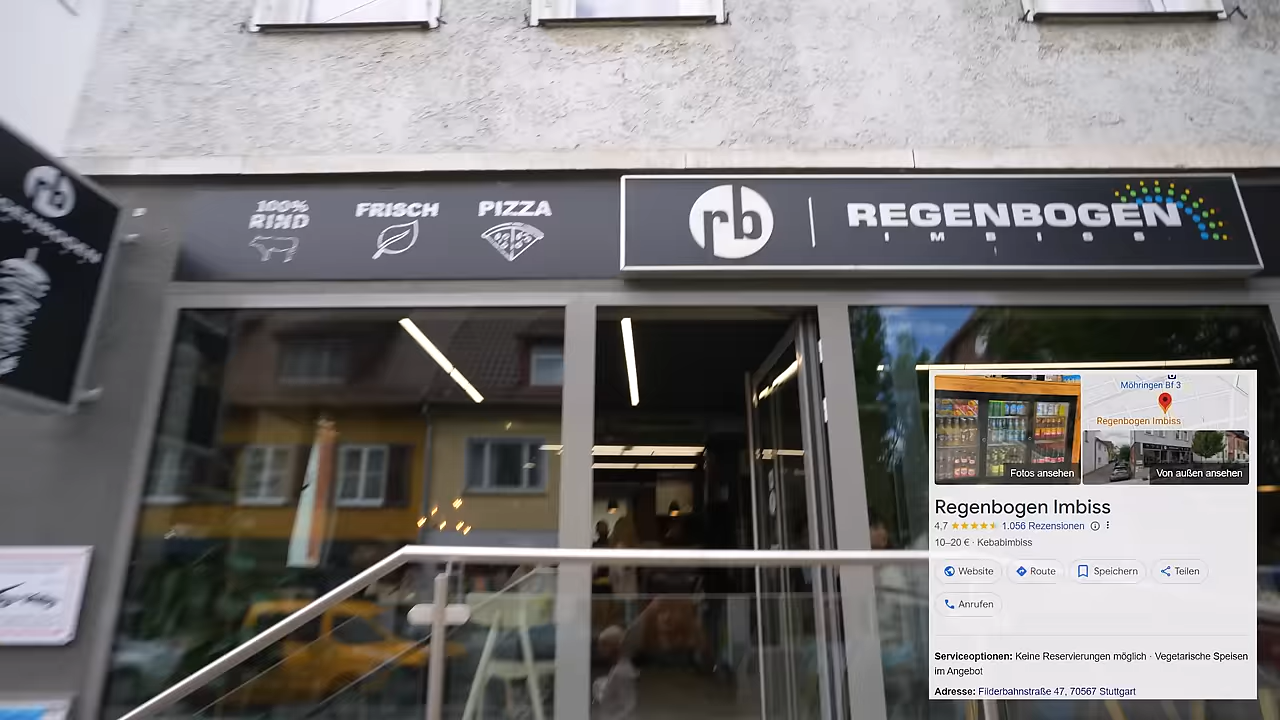 rb
100%
RIND
FRISCH
PIZZA
rb
REGENBOGEN
IMBISS
Möhringen Bf 3
Regenbogen Imbiss
Fotos ansehen
Von außen ansehen
Regenbogen Imbiss
4,7 1.056 Rezensionen
10–20 € · Kebabimbiss
Website Route Speichern Teilen
Anrufen
Serviceoptionen: Keine Reservierungen möglich · Vegetarische Speisen
im Angebot
Adresse: Filderbahnstraße 47, 70567 Stuttgart